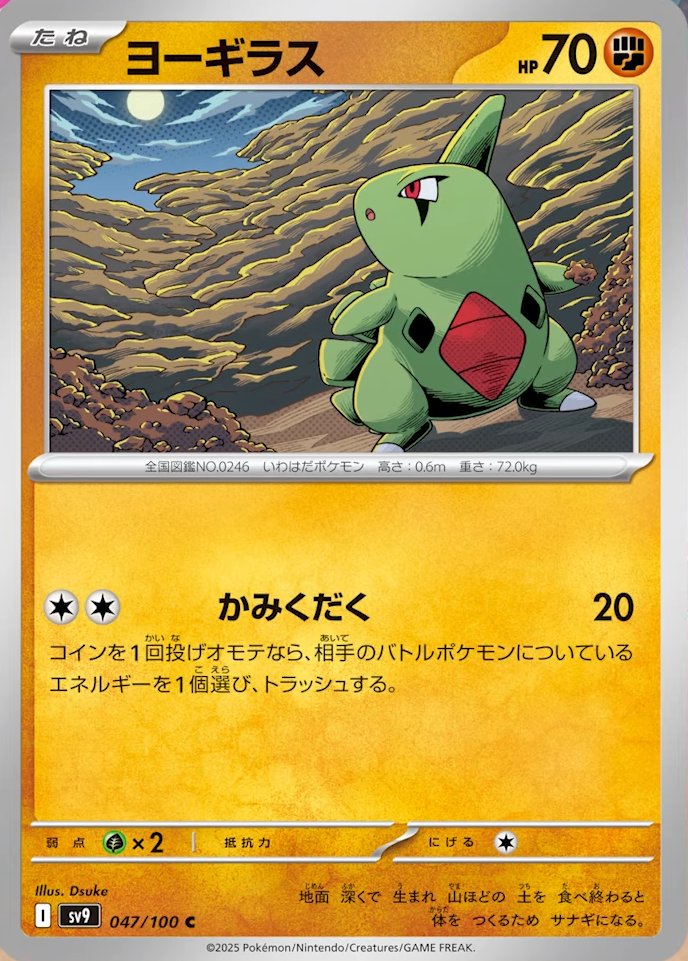 たね
ヨーギラス
HP70
全国図鑑NO.0246 いわはだポケモン 高さ：0.6m 重さ：72.0kg
かみくだく 20
コインを1回投げオモテなら、相手のバトルポケモンについている
エネルギーを1個選び、トラッシュする。
弱点 ×2 抵抗力 にげる
Illus. Dsuke
地面 深くで 生まれ 山ほどの 土を 食べ終わると
体を つくるため サナギになる。
I sv9 047/100 C
©2025 Pokémon/Nintendo/Creatures/GAME FREAK.